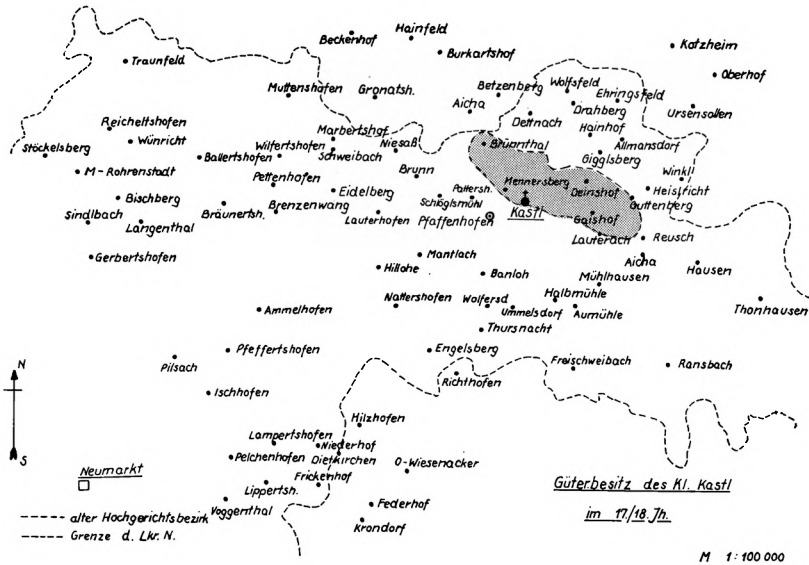 Hainfeld
Beckenhof
Burkartshof
Katzheim
Traunfeld
Oberhof
Wolfsfeld
Betzenberg
Ehringsfeld
Muttenshofen
Gronatsh.
Drahberg
Aicha
Ursensollen
Dettnach
Reicheltshofen
Hainhof
Marbertshof
Allmansdorf
Wünricht
Brünnthal
Stöckelsberg
Wilfertshofen
Niesaß
Gigglsberg
Ballertshofen
Schweibach
M-Rohrenstadt
Brunn
Winkl
Pettenhofen
Mennersberg
Deinshof
Heistricht
Eidelberg
Pattersh.
Bischberg
Schlöglsmühl
Guttenberg
Bräunertsh.
Brenzenwang
Kastl
Sindlbach
Langenthal
Lauterhofen
Pfaffenhofen
Gaishof
Lauterach
Reusch
Gerbertshofen
Mantlach
Aicha
Hillohe
Banloh
Mühlhausen
Hausen
Ammelhofen
Nattershofen
Wolfersd
Halbmühle
Thonhausen
Ummelsdorf
Aumühle
Thursnacht
Pfeffertshofen
Engelsberg
Pilsach
Freischweibach
Ransbach
Richthofen
N
Ischhofen
Hilzhofen
Lampertshofen
Niederhof
S
Pelchenhofen
Dietkirchen
O-Wiesenacker
Neumarkt
Frickenhof
Lippertsh.
Güterbesitz des Kl. Kastl
Voggenthal
Federhof
im 17./18. Jh.
alter Hochgerichtsbezirk
Krondorf
Grenze d. Lkr. N.
M 1:100 000